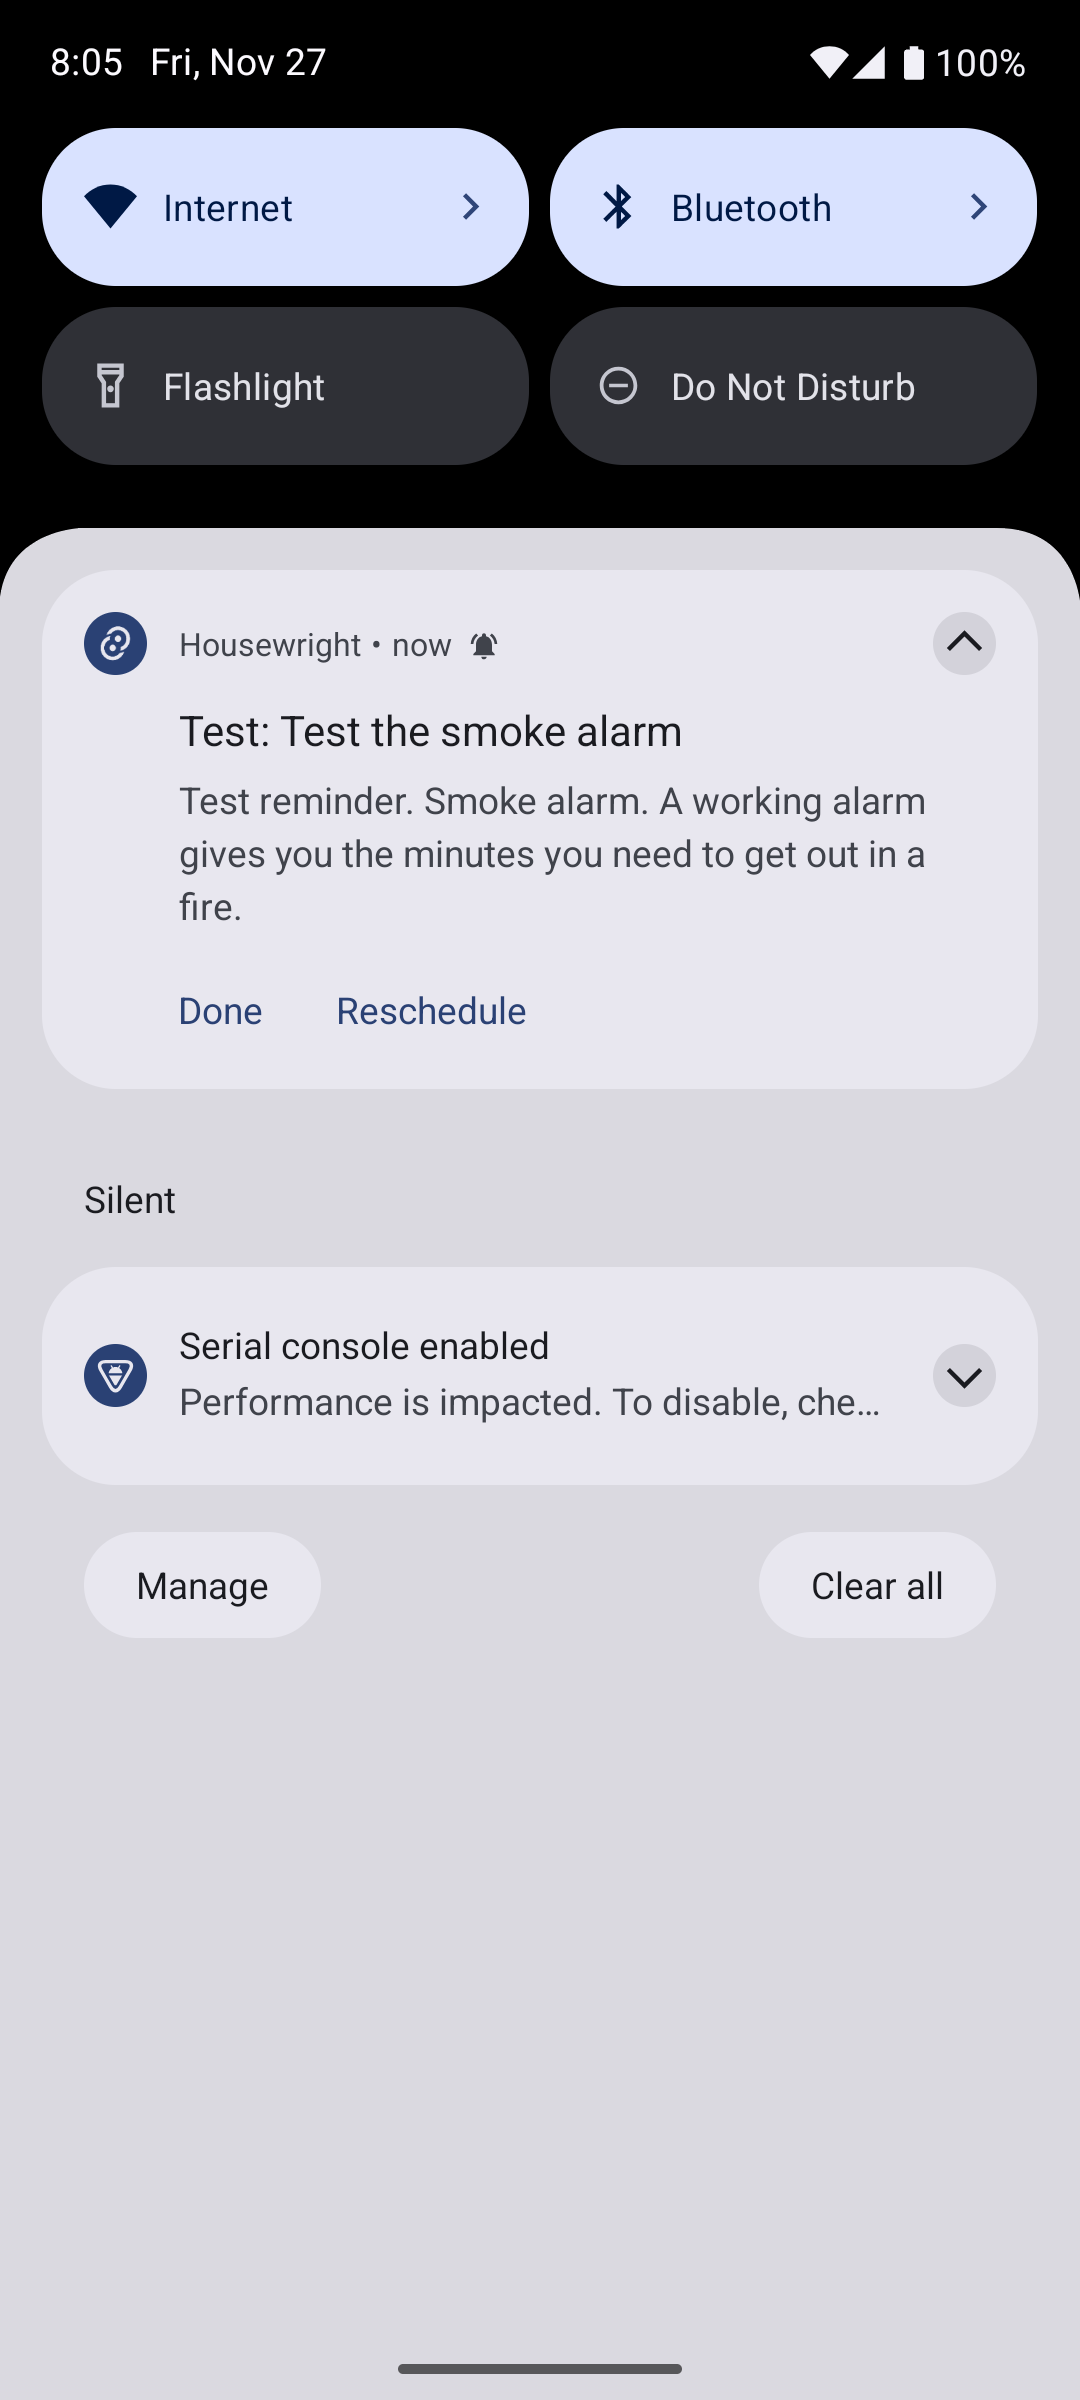 8:05 Fri, Nov 27 100%
Internet
Bluetooth
Flashlight
Do Not Disturb
Housewright • now
Test: Test the smoke alarm
Test reminder. Smoke alarm. A working alarm
gives you the minutes you need to get out in a
fire.
Done Reschedule
Silent
Serial console enabled
Performance is impacted. To disable, che…
Manage
Clear all